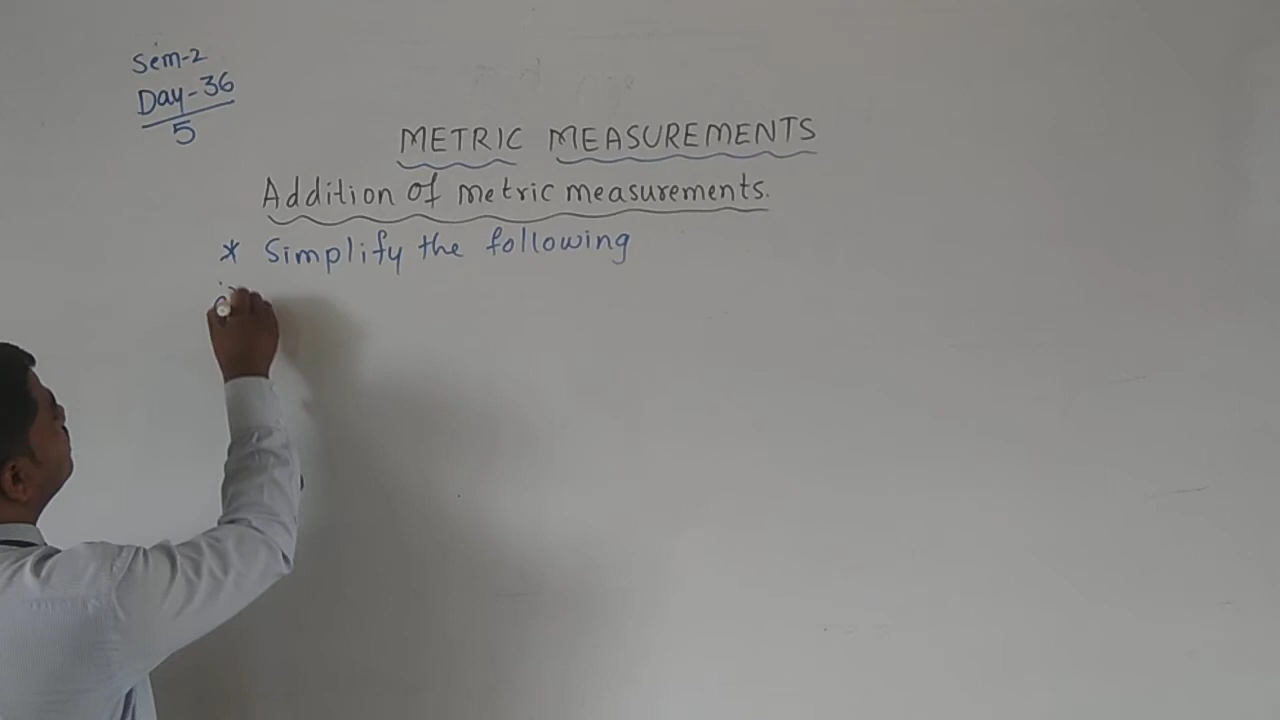 Sem-2
Day-36
5
METRIC MEASUREMENTS
Addition of metric measurements.
* Simplify the following